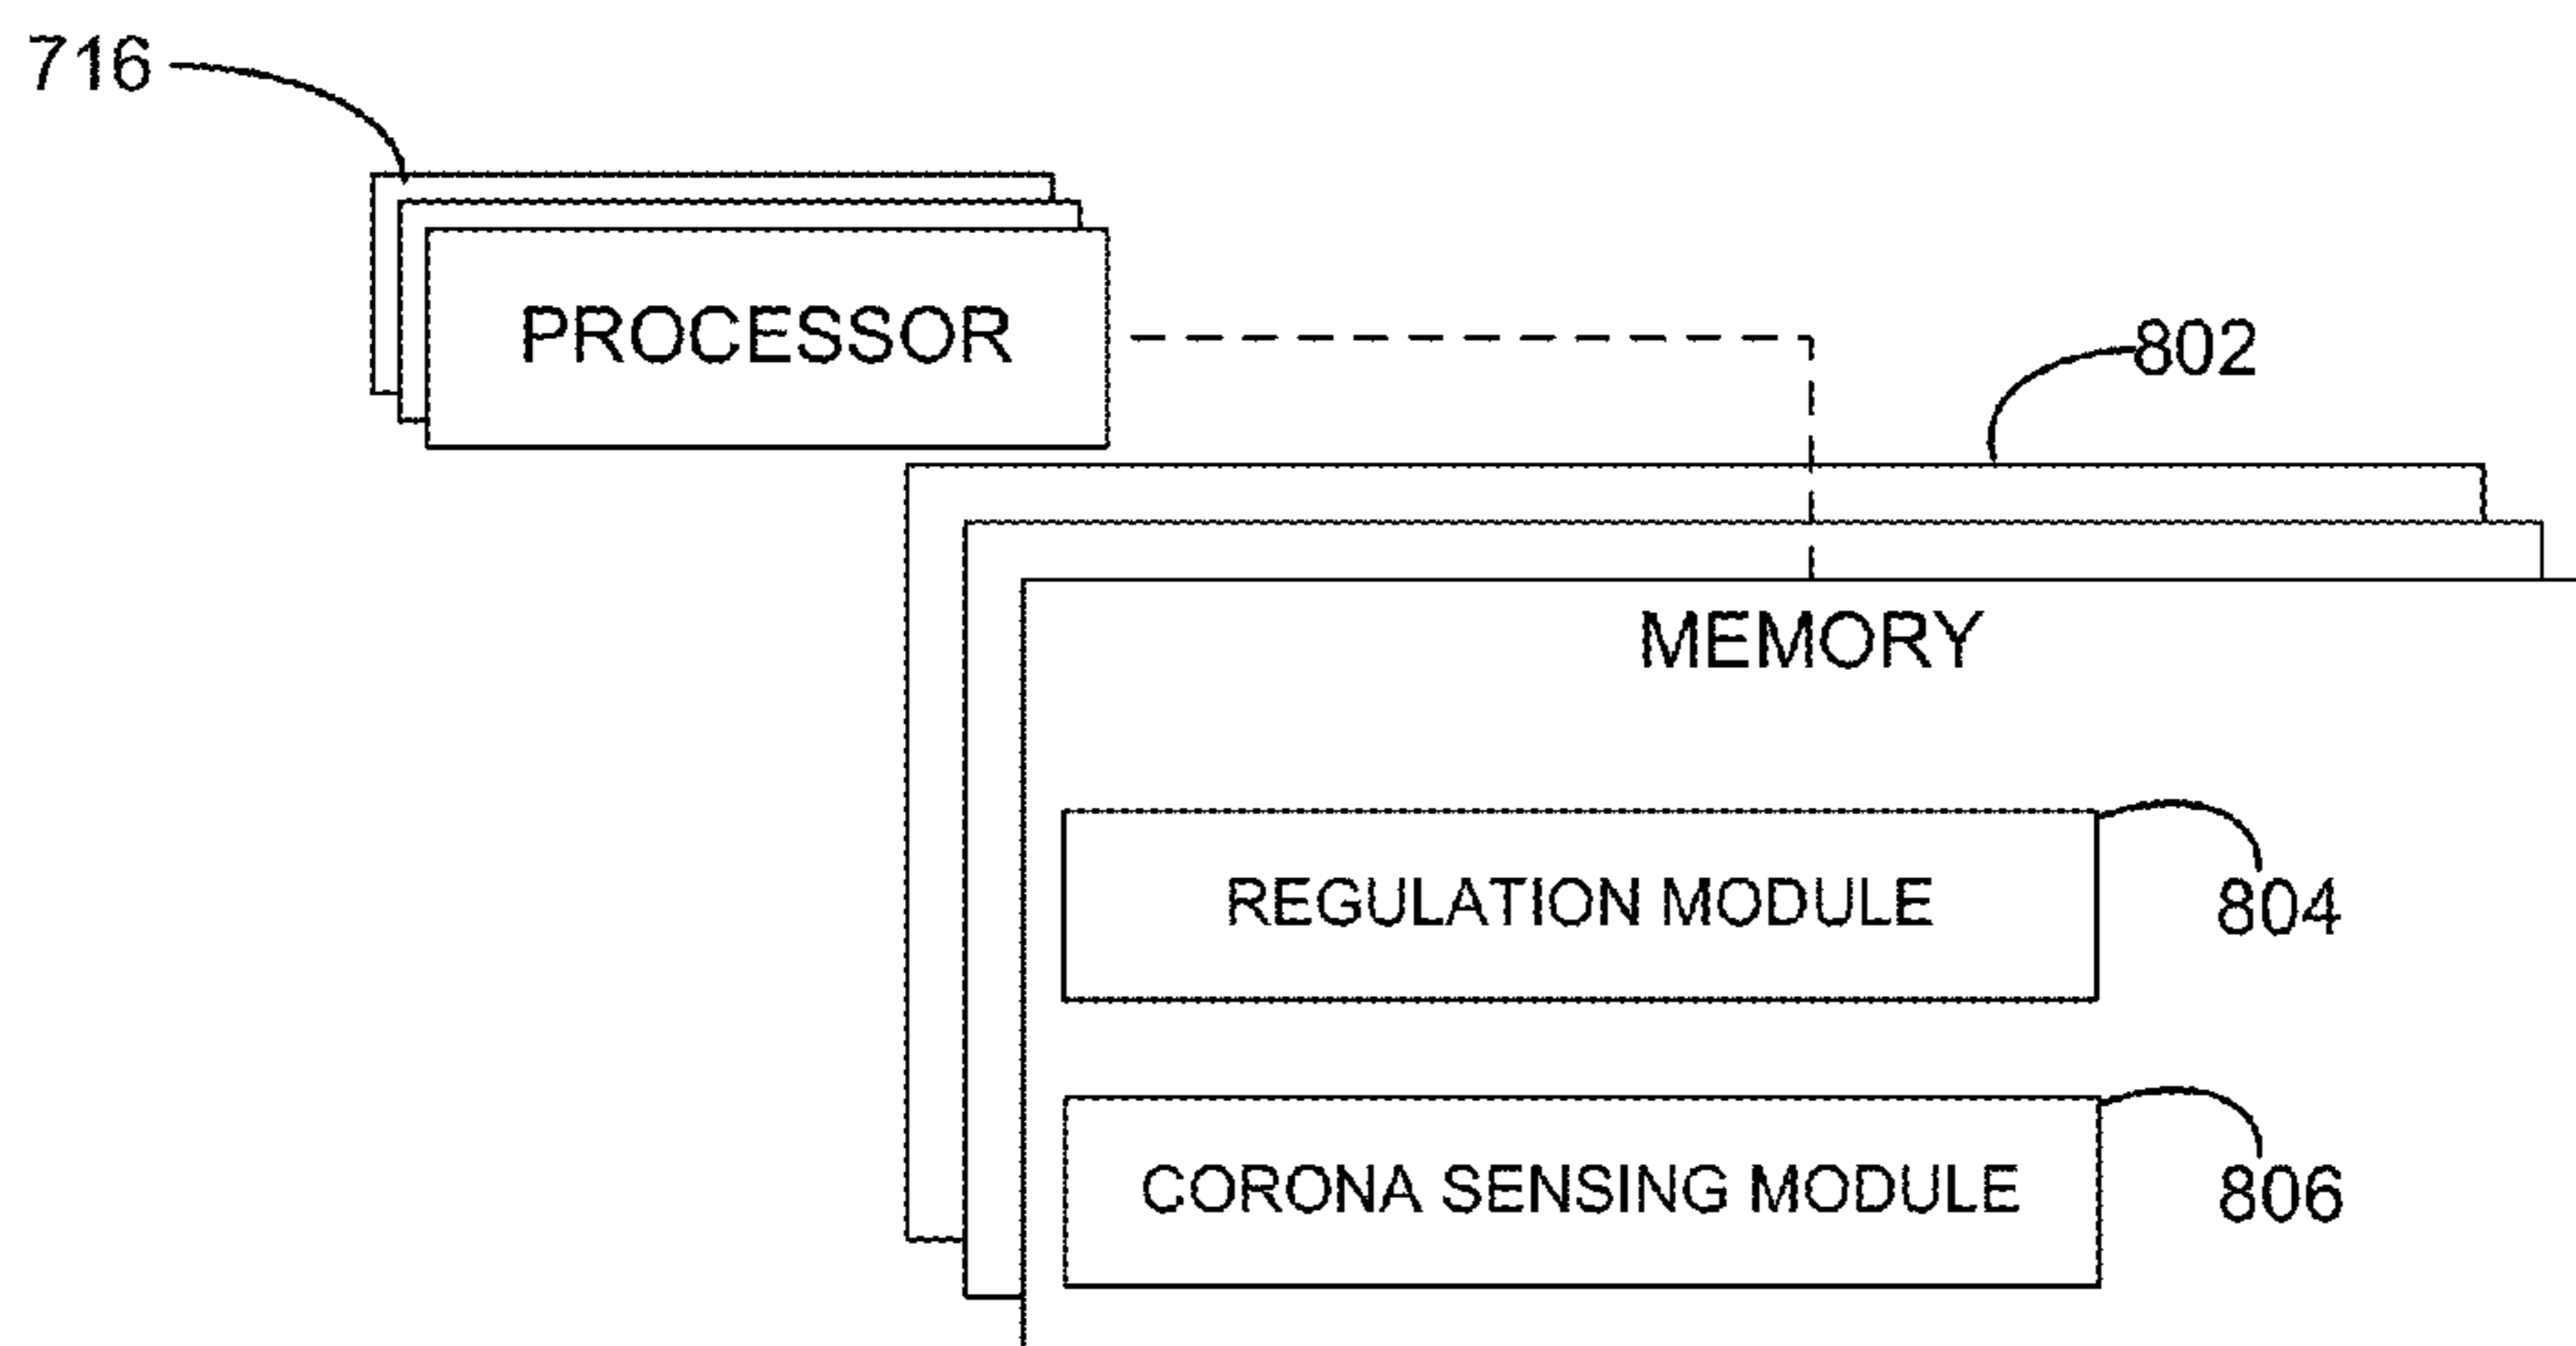 716
PROCESSOR
802
MEMORY
REGULATION MODULE
804
CORONA SENSING MODULE
806